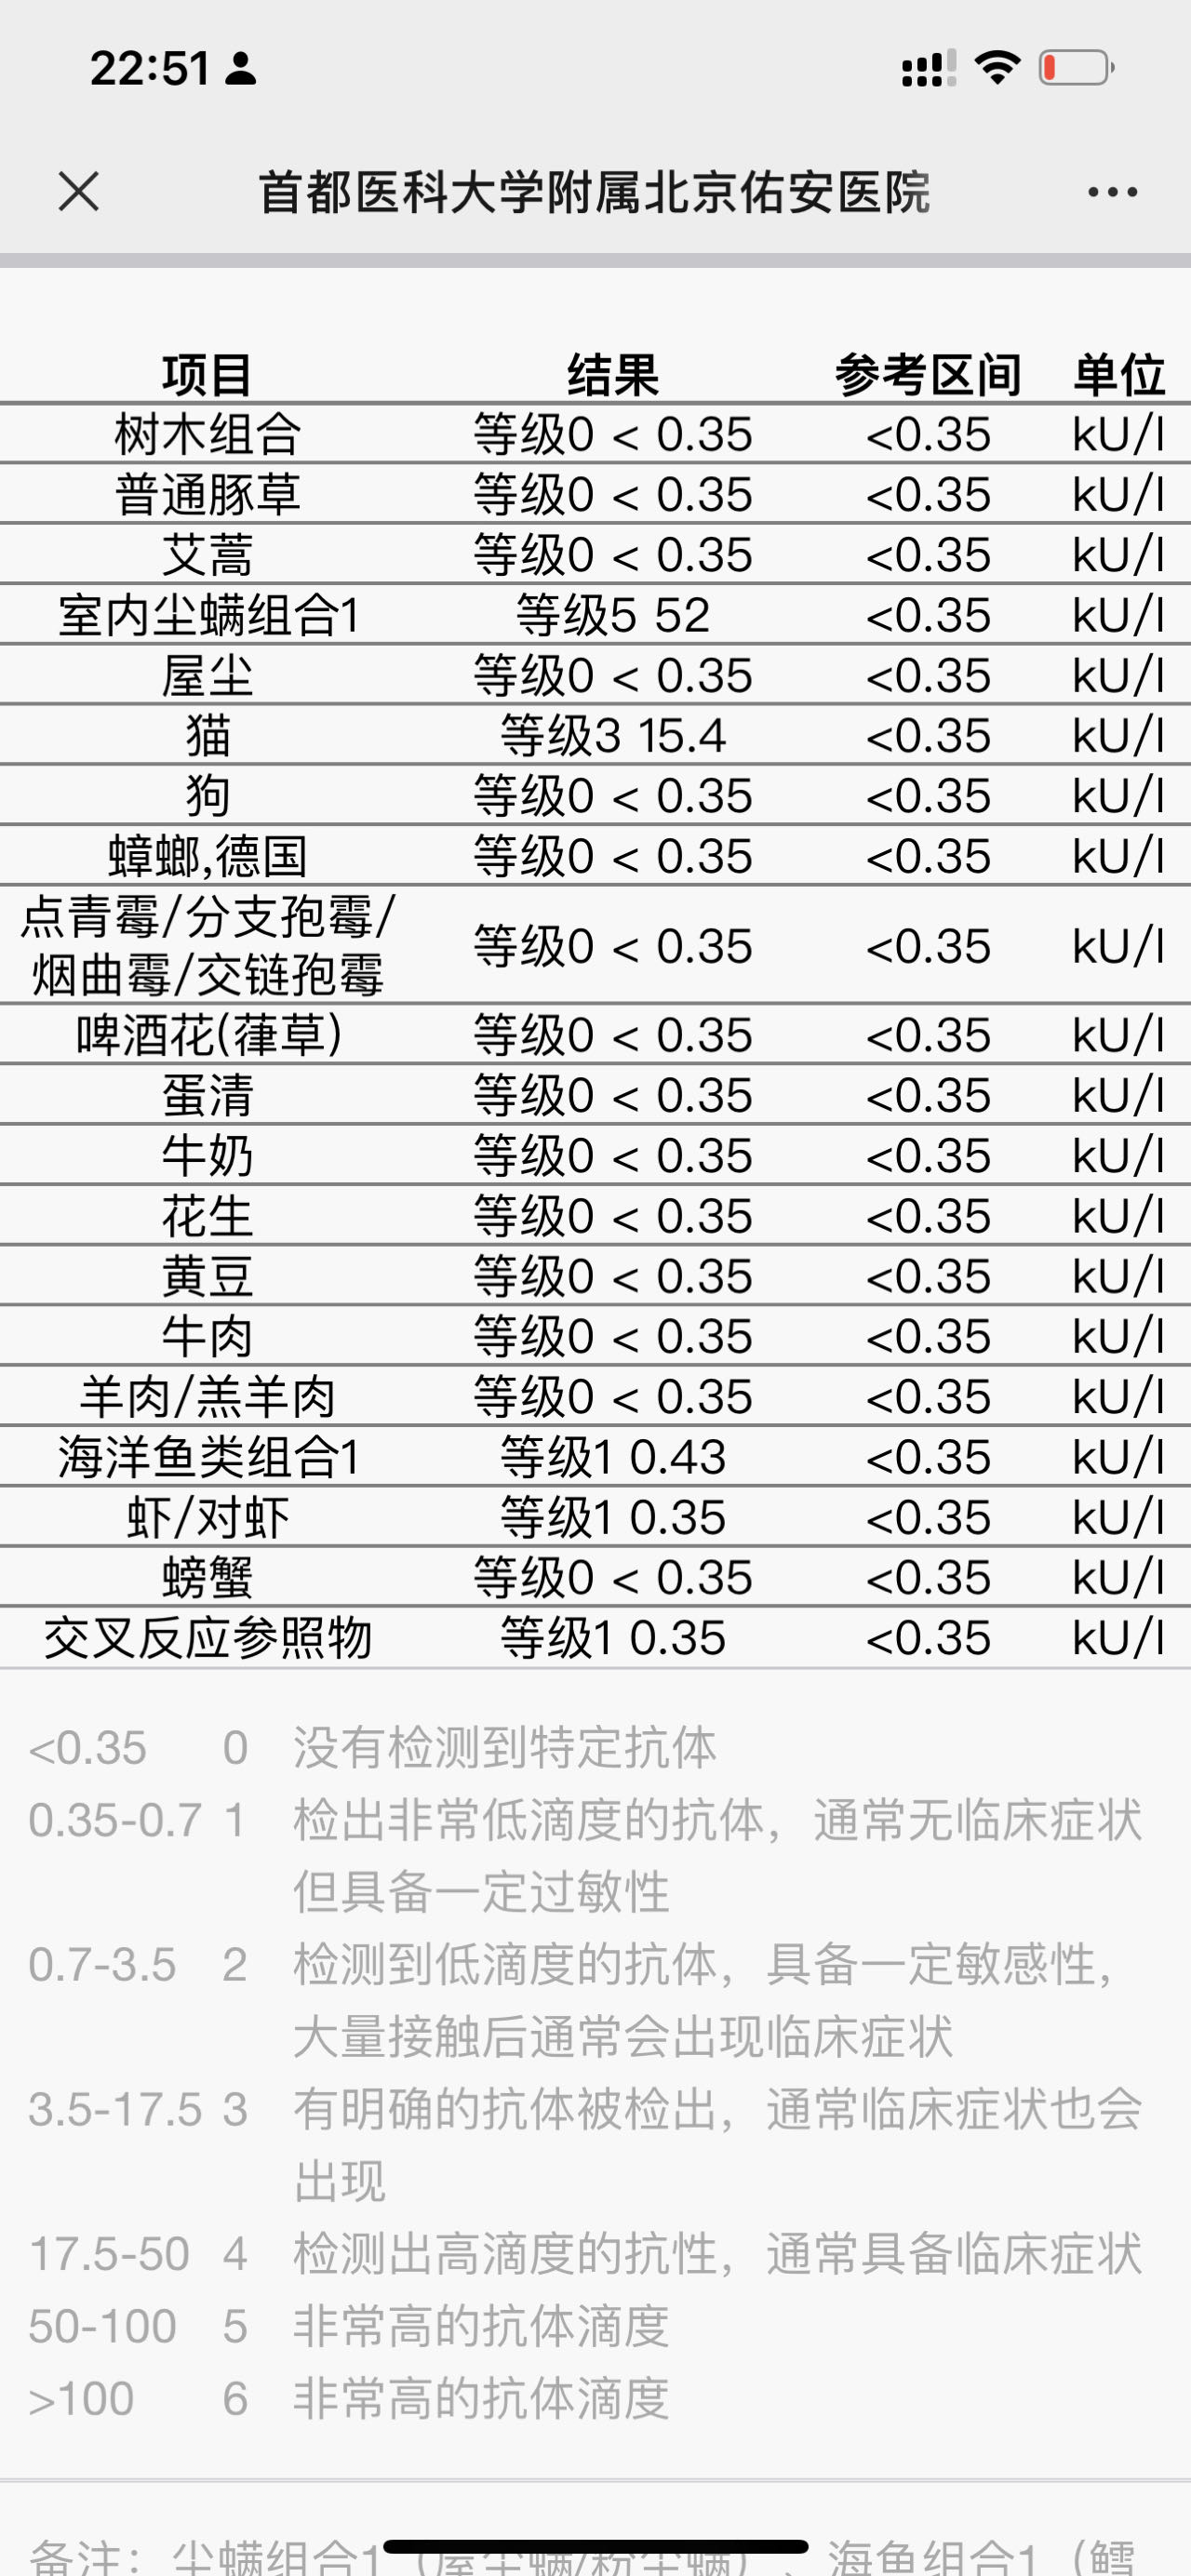 22:51
首都医科大学附属北京佑安医院
项目 结果 参考区间 单位
树木组合 等级0 < 0.35 <0.35 kU/l
普通豚草 等级0 < 0.35 <0.35 kU/l
艾蒿 等级0 < 0.35 <0.35 kU/l
室内尘螨组合1 等级5 52 <0.35 kU/l
屋尘 等级0 < 0.35 <0.35 kU/l
猫 等级3 15.4 <0.35 kU/l
狗 等级0 < 0.35 <0.35 kU/l
蟑螂,德国 等级0 < 0.35 <0.35 kU/l
点青霉/分支孢霉/
烟曲霉/交链孢霉 等级0 < 0.35 <0.35 kU/l
啤酒花(葎草) 等级0 < 0.35 <0.35 kU/l
蛋清 等级0 < 0.35 <0.35 kU/l
牛奶 等级0 < 0.35 <0.35 kU/l
花生 等级0 < 0.35 <0.35 kU/l
黄豆 等级0 < 0.35 <0.35 kU/l
牛肉 等级0 < 0.35 <0.35 kU/l
羊肉/羔羊肉 等级0 < 0.35 <0.35 kU/l
海洋鱼类组合1 等级1 0.43 <0.35 kU/l
虾/对虾 等级1 0.35 <0.35 kU/l
螃蟹 等级0 < 0.35 <0.35 kU/l
交叉反应参照物 等级1 0.35 <0.35 kU/l
<0.35 0 没有检测到特定抗体
0.35-0.7 1 检出非常低滴度的抗体，通常无临床症状
但具备一定过敏性
0.7-3.5 2 检测到低滴度的抗体，具备一定敏感性，
大量接触后通常会出现临床症状
3.5-17.5 3 有明确的抗体被检出，通常临床症状也会
出现
17.5-50 4 检测出高滴度的抗性，通常具备临床症状
50-100 5 非常高的抗体滴度
>100 6 非常高的抗体滴度
备注：尘螨组合1（屋尘螨/粉尘螨）、海鱼组合1（鳕